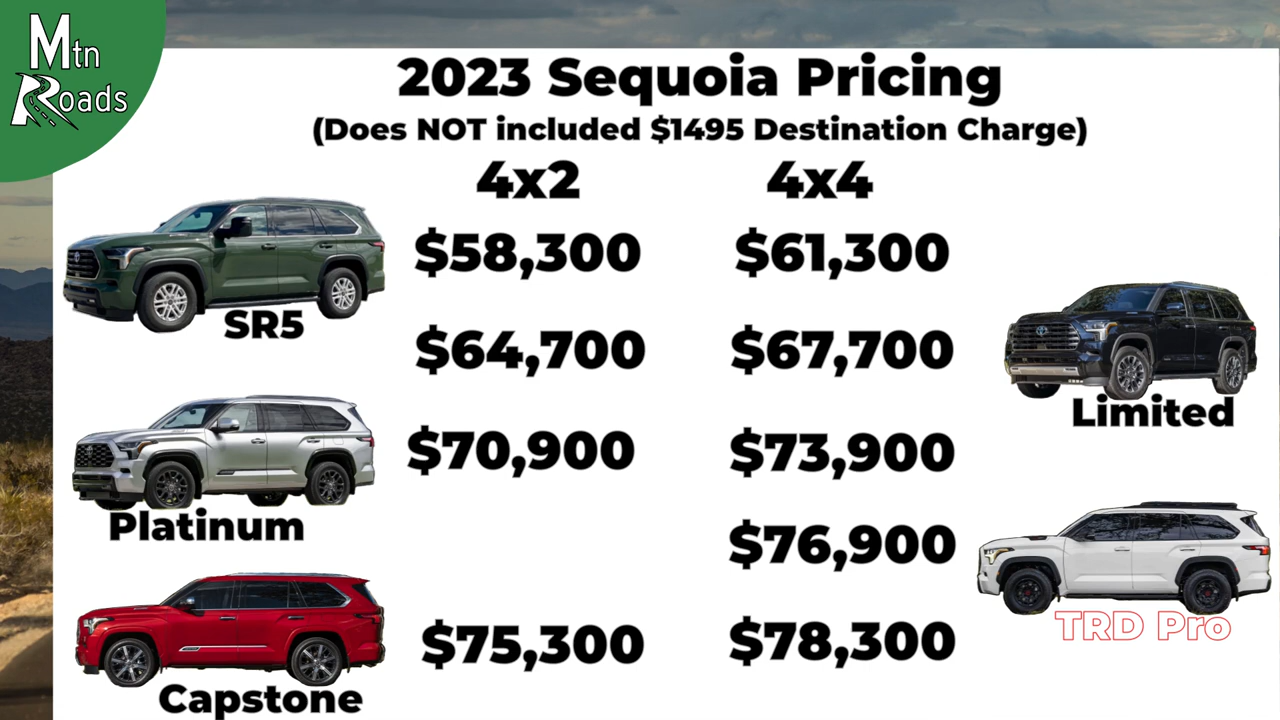 Mtn
Roads
2023 Sequoia Pricing
(Does NOT included $1495 Destination Charge)
4x2 4x4
$58,300 $61,300
SR5
$64,700 $67,700
Limited
$70,900 $73,900
Platinum
$76,900
TRD Pro
$75,300 $78,300
Capstone